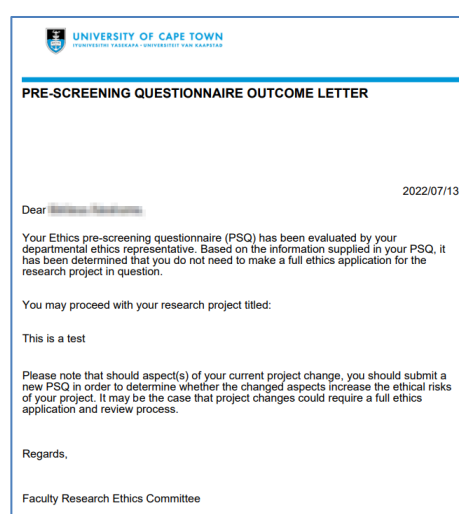 UNIVERSITY OF CAPE TOWN
IYUNIVESITHI YASEKAPA · UNIVERSITEIT VAN KAAPSTAD
PRE-SCREENING QUESTIONNAIRE OUTCOME LETTER
2022/07/13
Dear
Your Ethics pre-screening questionnaire (PSQ) has been evaluated by your
departmental ethics representative. Based on the information supplied in your PSQ, it
has been determined that you do not need to make a full ethics application for the
research project in question.
You may proceed with your research project titled:
This is a test
Please note that should aspect(s) of your current project change, you should submit a
new PSQ in order to determine whether the changed aspects increase the ethical risks
of your project. It may be the case that project changes could require a full ethics
application and review process.
Regards,
Faculty Research Ethics Committee